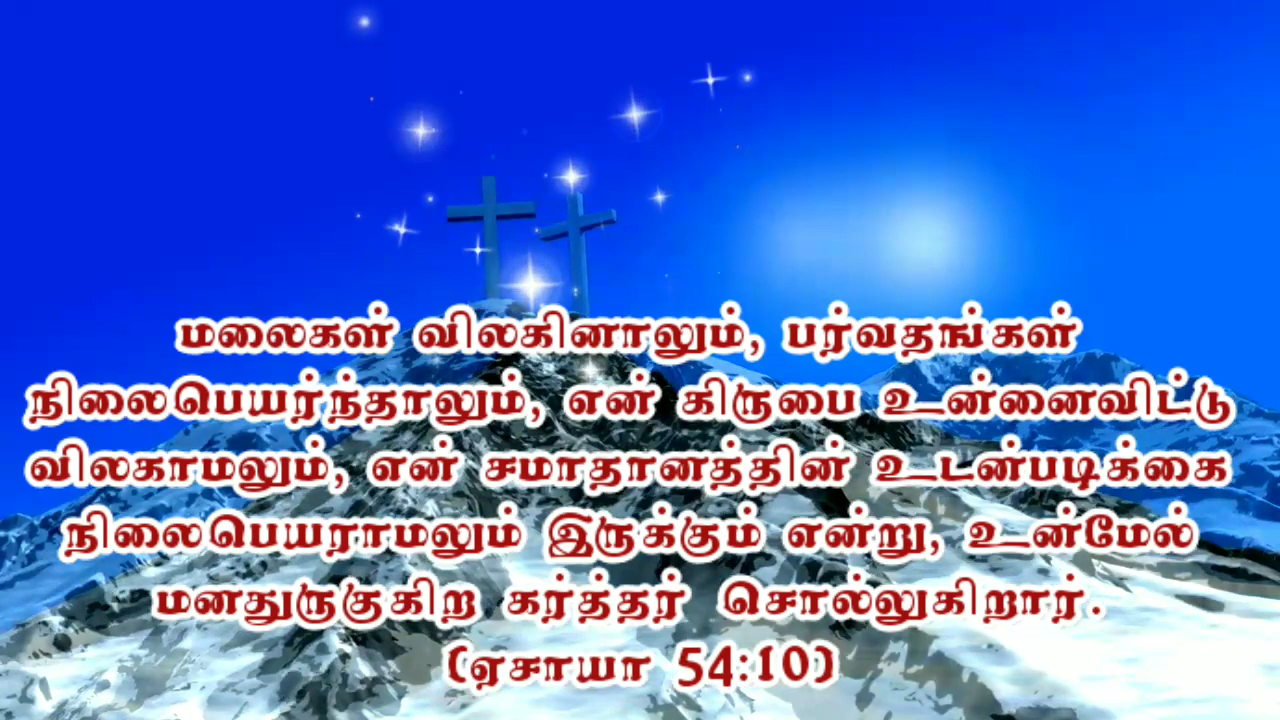 மலைகள் விலகினாலும், பர்வதங்கள்
நிலைபெயர்ந்தாலும், என் கிருபை உன்னைவிட்டு
விலகாமலும், என் சமாதானத்தின் உடன்படிக்கை
நிலைபெயராமலும் இருக்கும் என்று, உன்மேல்
மனதுருகுகிற கர்த்தர் சொல்லுகிறார்.
(ஏசாயா 54:10)